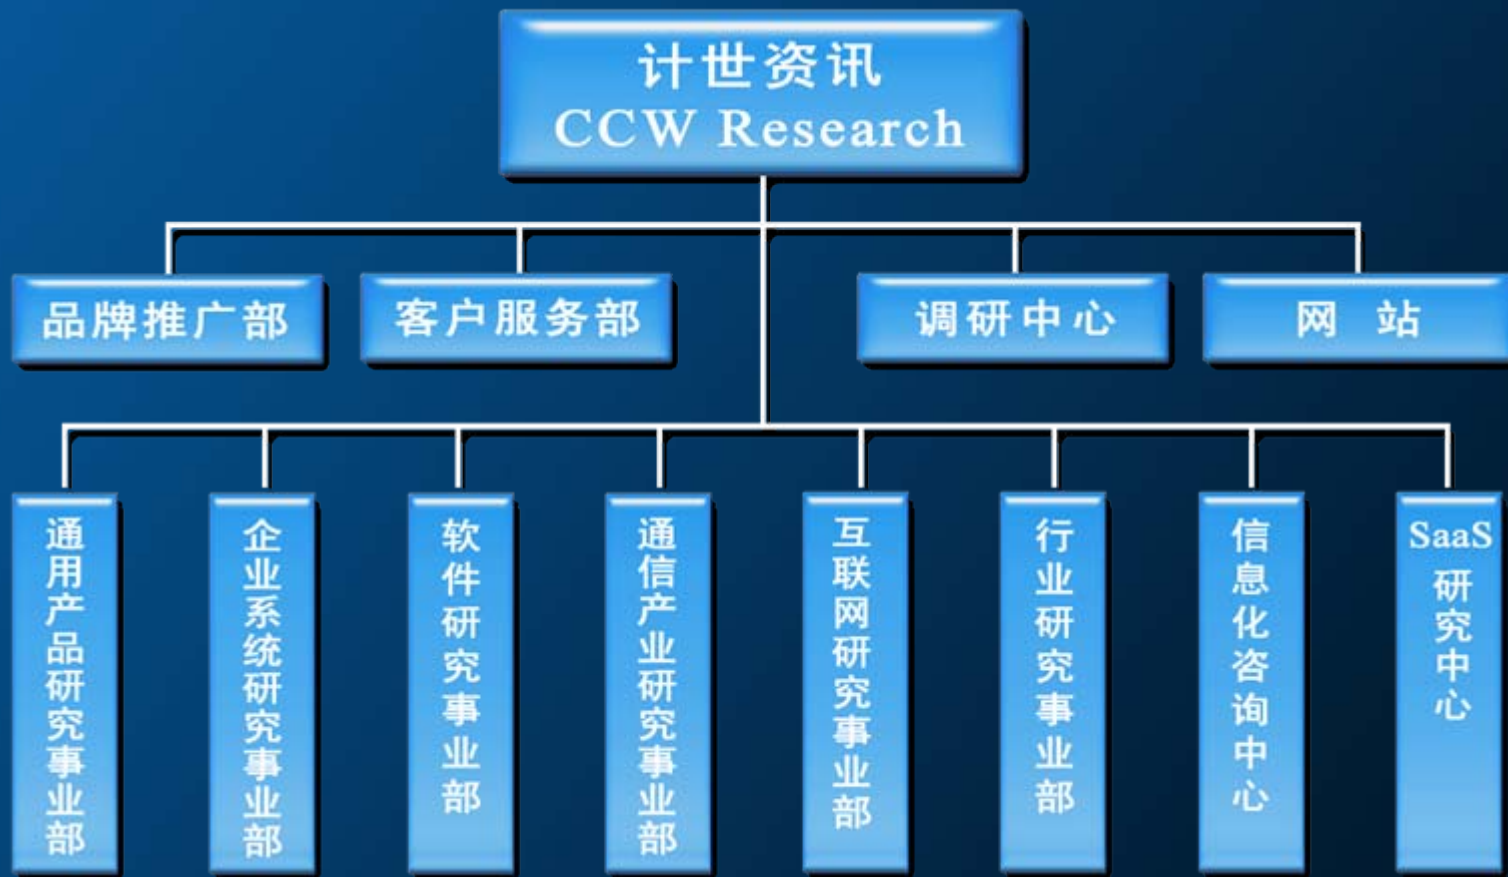 计世资讯
CCW Research
品牌推广部
客户服务部
调研中心
网 站
通用产品研究事业部
企业系统研究事业部
软件研究事业部
通信产业研究事业部
互联网研究事业部
行业研究事业部
信息化咨询中心
SaaS研究中心